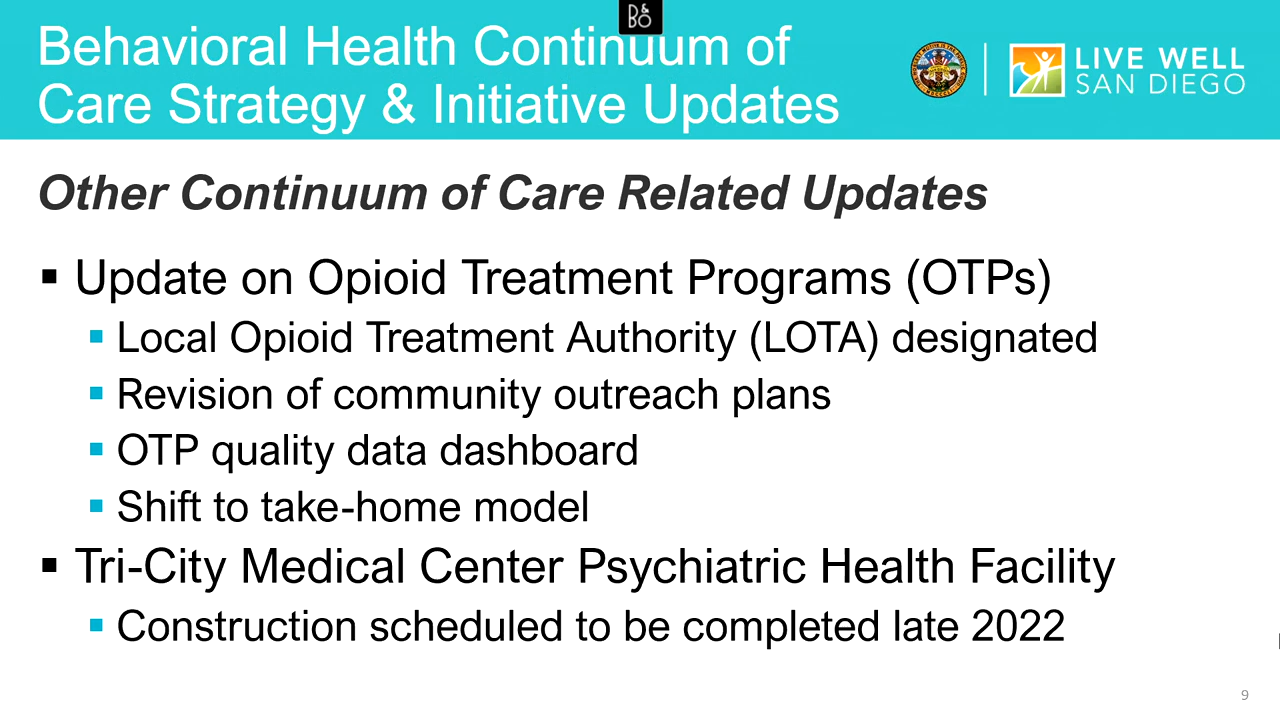 B&O
Behavioral Health Continuum of
Care Strategy & Initiative Updates
LIVE WELL
SAN DIEGO
Other Continuum of Care Related Updates
▪ Update on Opioid Treatment Programs (OTPs)
▪ Local Opioid Treatment Authority (LOTA) designated
▪ Revision of community outreach plans
▪ OTP quality data dashboard
▪ Shift to take-home model
▪ Tri-City Medical Center Psychiatric Health Facility
▪ Construction scheduled to be completed late 2022
9